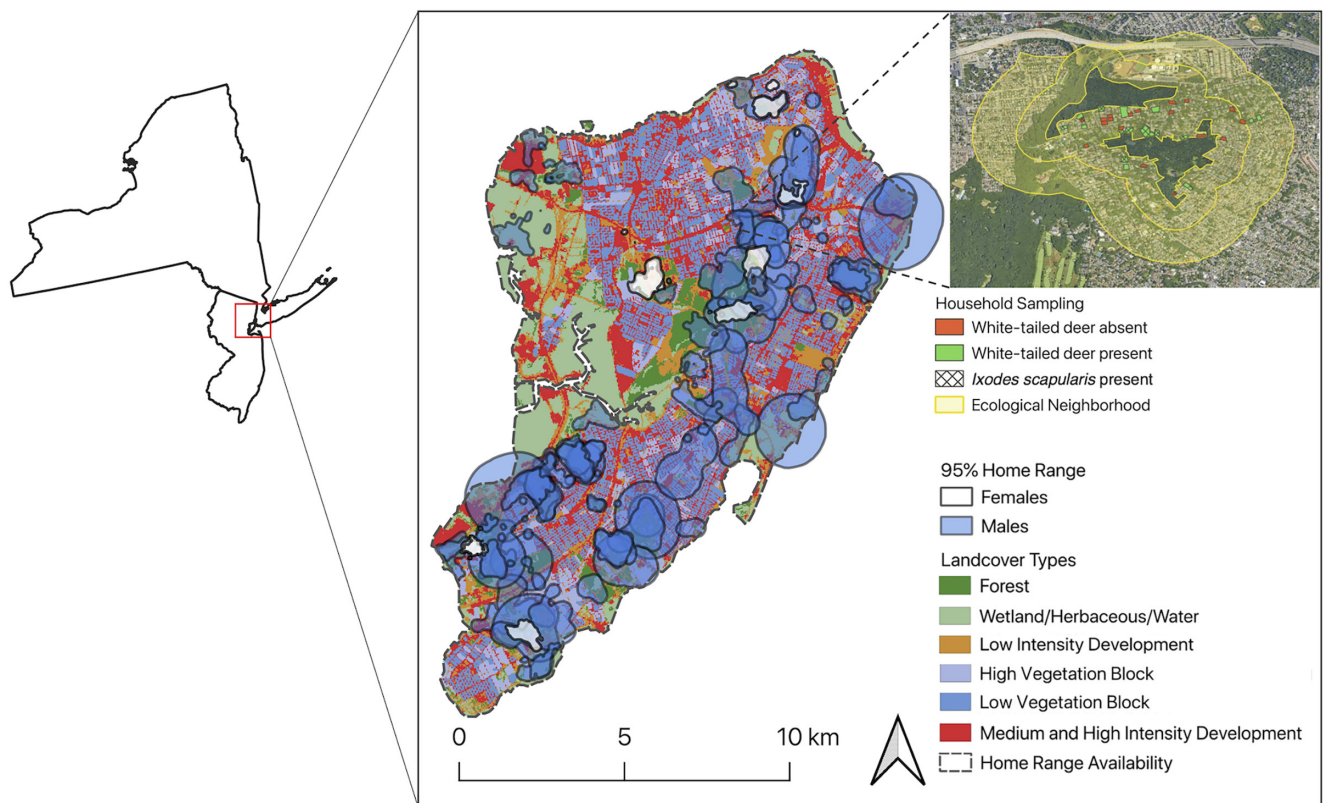 Household Sampling
White-tailed deer absent
White-tailed deer present
Ixodes scapularis present
Ecological Neighborhood
95% Home Range
Females
Males
Landcover Types
Forest
Wetland/Herbaceous/Water
Low Intensity Development
High Vegetation Block
Low Vegetation Block
Medium and High Intensity Development
Home Range Availability
0 5 10 km